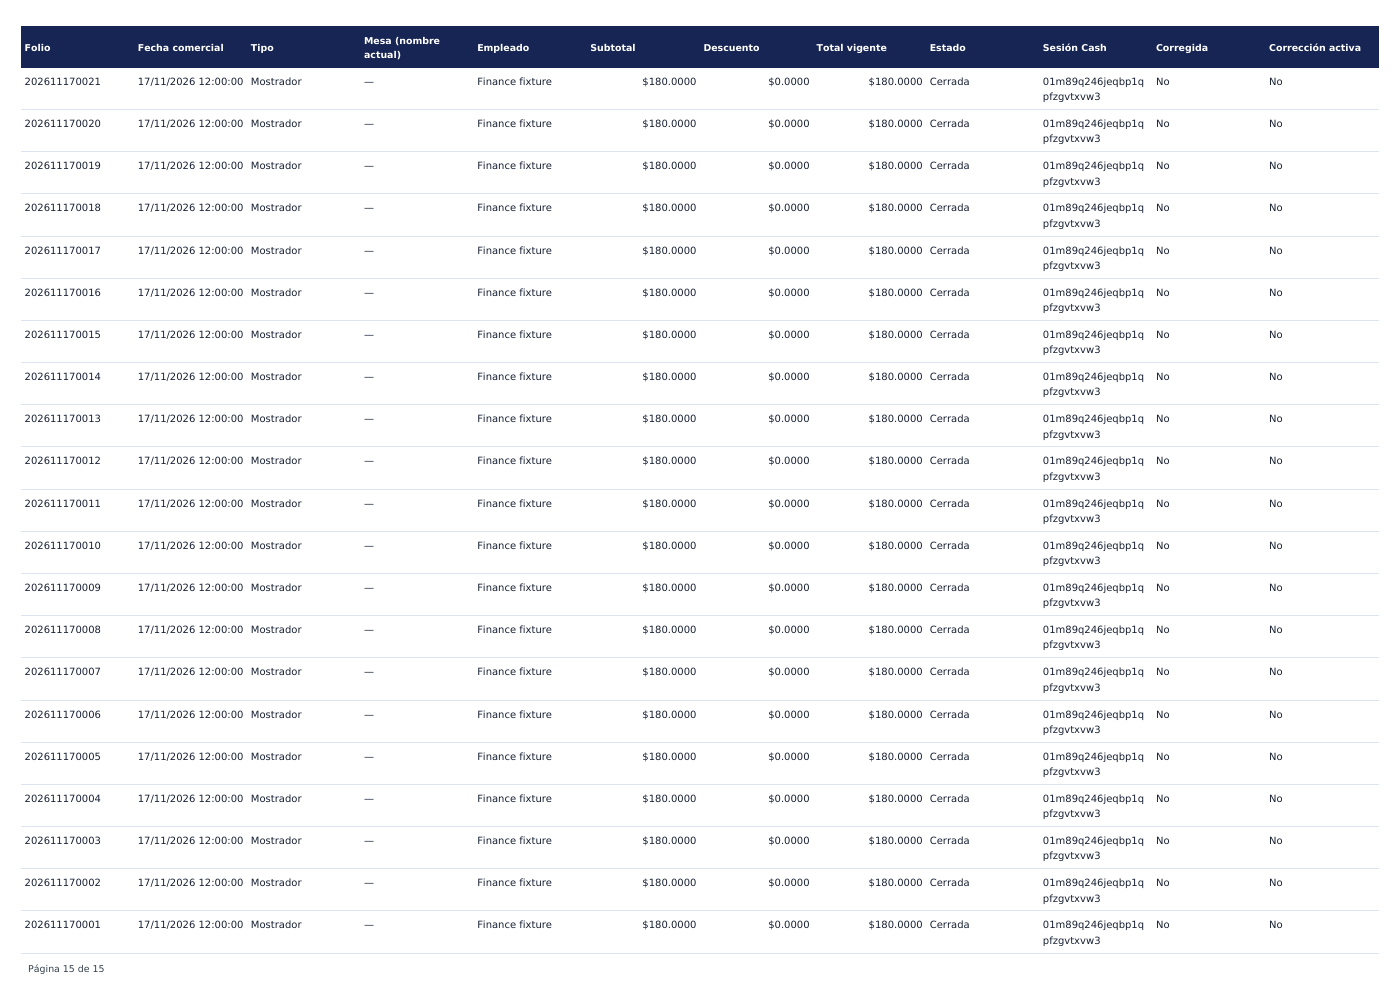 Folio Fecha comercial Tipo Mesa (nombre actual) Empleado Subtotal Descuento Total vigente Estado Sesión Cash Corregida Corrección activa
202611170021 17/11/2026 12:00:00 Mostrador — Finance fixture $180.0000 $0.0000 $180.0000 Cerrada 01m89q246jeqbp1q No No
pfzgvtxvw3
202611170020 17/11/2026 12:00:00 Mostrador — Finance fixture $180.0000 $0.0000 $180.0000 Cerrada 01m89q246jeqbp1q No No
pfzgvtxvw3
202611170019 17/11/2026 12:00:00 Mostrador — Finance fixture $180.0000 $0.0000 $180.0000 Cerrada 01m89q246jeqbp1q No No
pfzgvtxvw3
202611170018 17/11/2026 12:00:00 Mostrador — Finance fixture $180.0000 $0.0000 $180.0000 Cerrada 01m89q246jeqbp1q No No
pfzgvtxvw3
202611170017 17/11/2026 12:00:00 Mostrador — Finance fixture $180.0000 $0.0000 $180.0000 Cerrada 01m89q246jeqbp1q No No
pfzgvtxvw3
202611170016 17/11/2026 12:00:00 Mostrador — Finance fixture $180.0000 $0.0000 $180.0000 Cerrada 01m89q246jeqbp1q No No
pfzgvtxvw3
202611170015 17/11/2026 12:00:00 Mostrador — Finance fixture $180.0000 $0.0000 $180.0000 Cerrada 01m89q246jeqbp1q No No
pfzgvtxvw3
202611170014 17/11/2026 12:00:00 Mostrador — Finance fixture $180.0000 $0.0000 $180.0000 Cerrada 01m89q246jeqbp1q No No
pfzgvtxvw3
202611170013 17/11/2026 12:00:00 Mostrador — Finance fixture $180.0000 $0.0000 $180.0000 Cerrada 01m89q246jeqbp1q No No
pfzgvtxvw3
202611170012 17/11/2026 12:00:00 Mostrador — Finance fixture $180.0000 $0.0000 $180.0000 Cerrada 01m89q246jeqbp1q No No
pfzgvtxvw3
202611170011 17/11/2026 12:00:00 Mostrador — Finance fixture $180.0000 $0.0000 $180.0000 Cerrada 01m89q246jeqbp1q No No
pfzgvtxvw3
202611170010 17/11/2026 12:00:00 Mostrador — Finance fixture $180.0000 $0.0000 $180.0000 Cerrada 01m89q246jeqbp1q No No
pfzgvtxvw3
202611170009 17/11/2026 12:00:00 Mostrador — Finance fixture $180.0000 $0.0000 $180.0000 Cerrada 01m89q246jeqbp1q No No
pfzgvtxvw3
202611170008 17/11/2026 12:00:00 Mostrador — Finance fixture $180.0000 $0.0000 $180.0000 Cerrada 01m89q246jeqbp1q No No
pfzgvtxvw3
202611170007 17/11/2026 12:00:00 Mostrador — Finance fixture $180.0000 $0.0000 $180.0000 Cerrada 01m89q246jeqbp1q No No
pfzgvtxvw3
202611170006 17/11/2026 12:00:00 Mostrador — Finance fixture $180.0000 $0.0000 $180.0000 Cerrada 01m89q246jeqbp1q No No
pfzgvtxvw3
202611170005 17/11/2026 12:00:00 Mostrador — Finance fixture $180.0000 $0.0000 $180.0000 Cerrada 01m89q246jeqbp1q No No
pfzgvtxvw3
202611170004 17/11/2026 12:00:00 Mostrador — Finance fixture $180.0000 $0.0000 $180.0000 Cerrada 01m89q246jeqbp1q No No
pfzgvtxvw3
202611170003 17/11/2026 12:00:00 Mostrador — Finance fixture $180.0000 $0.0000 $180.0000 Cerrada 01m89q246jeqbp1q No No
pfzgvtxvw3
202611170002 17/11/2026 12:00:00 Mostrador — Finance fixture $180.0000 $0.0000 $180.0000 Cerrada 01m89q246jeqbp1q No No
pfzgvtxvw3
202611170001 17/11/2026 12:00:00 Mostrador — Finance fixture $180.0000 $0.0000 $180.0000 Cerrada 01m89q246jeqbp1q No No
pfzgvtxvw3
Página 15 de 15